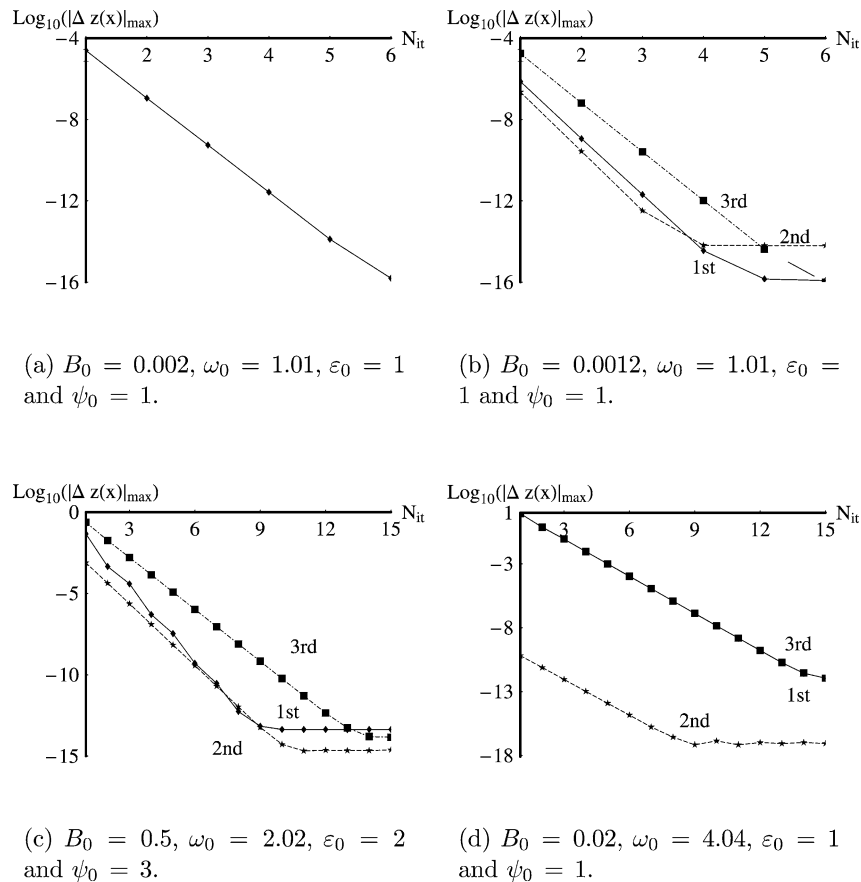 Log10(|Δ z(x)|max)
−4
Nit
2 3 4 5 6
−8
−12
−16
(a) B0 = 0.002, ω0 = 1.01, ε0 = 1
and ψ0 = 1.
Log10(|Δ z(x)|max)
−4
Nit
2 3 4 5 6
−8
−12
−16
3rd
2nd
1st
(b) B0 = 0.0012, ω0 = 1.01, ε0 =
1 and ψ0 = 1.
Log10(|Δ z(x)|max)
0
Nit
3 6 9 12 15
−5
−10
−15
3rd
1st
2nd
(c) B0 = 0.5, ω0 = 2.02, ε0 = 2
and ψ0 = 3.
Log10(|Δ z(x)|max)
1
Nit
3 6 9 12 15
−3
−8
−13
−18
3rd
1st
2nd
(d) B0 = 0.02, ω0 = 4.04, ε0 = 1
and ψ0 = 1.